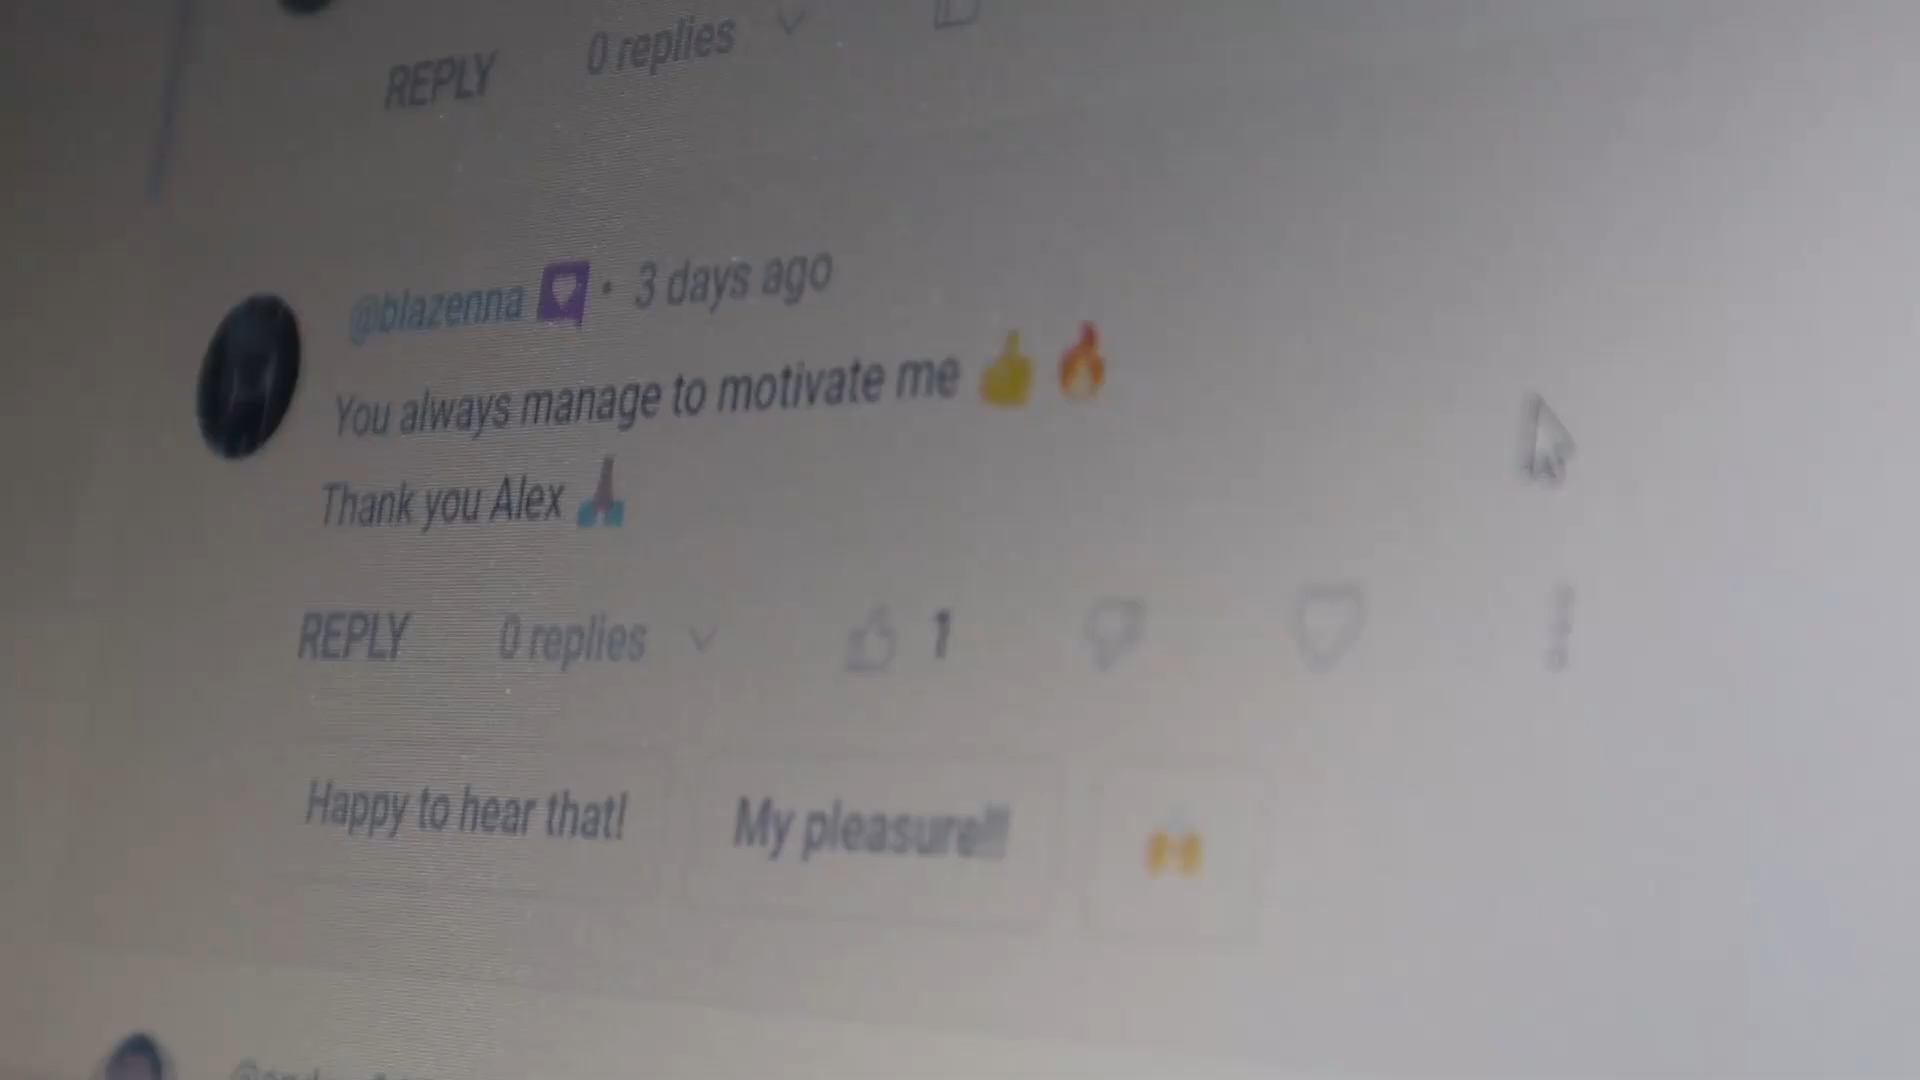 REPLY 0 replies
@blazenna · 3 days ago
You always manage to motivate me 👍 🔥
Thank you Alex 🙏
REPLY 0 replies 1
Happy to hear that! My pleasure!! 🙌